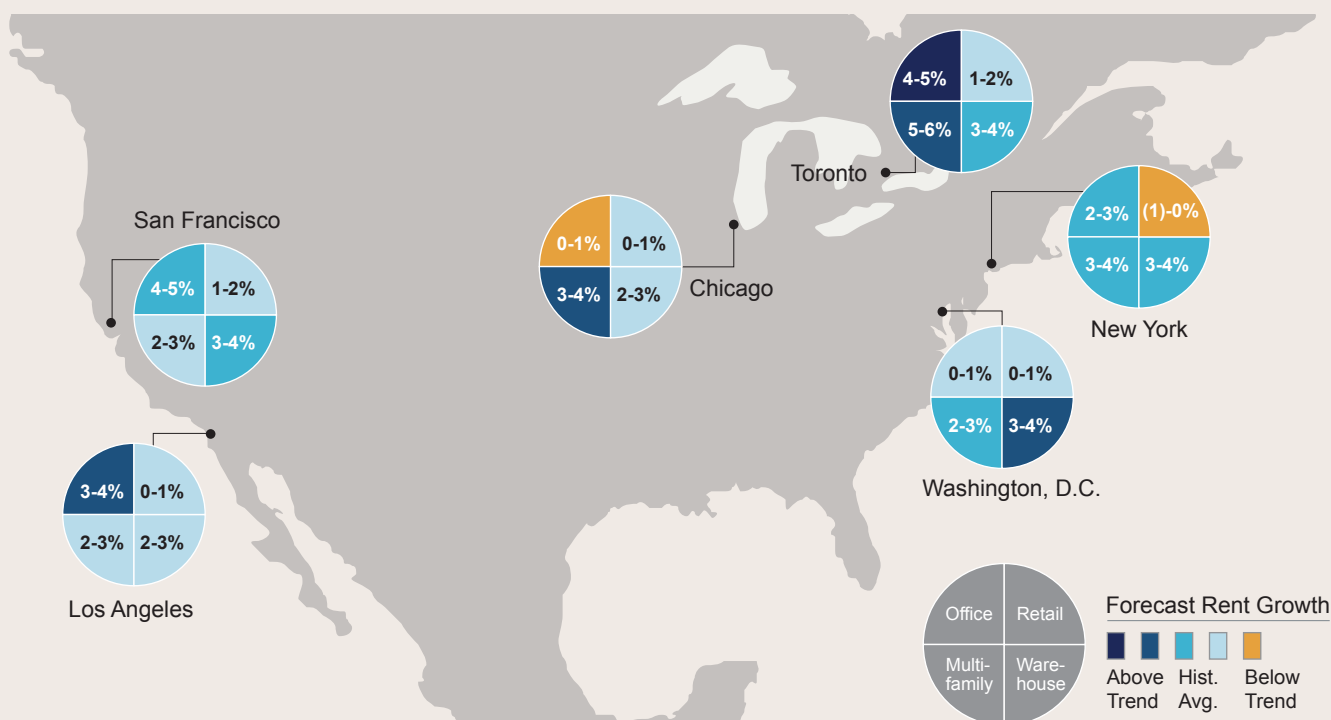 4-5% 1-2%
5-6% 3-4%
Toronto
2-3% (1)-0%
3-4% 3-4%
New York
San Francisco
4-5% 1-2%
2-3% 3-4%
0-1% 0-1%
3-4% 2-3%
Chicago
0-1% 0-1%
2-3% 3-4%
Washington, D.C.
3-4% 0-1%
2-3% 2-3%
Los Angeles
Office Retail
Multi- Ware-
family house
Forecast Rent Growth
Above Hist. Below
Trend Avg. Trend